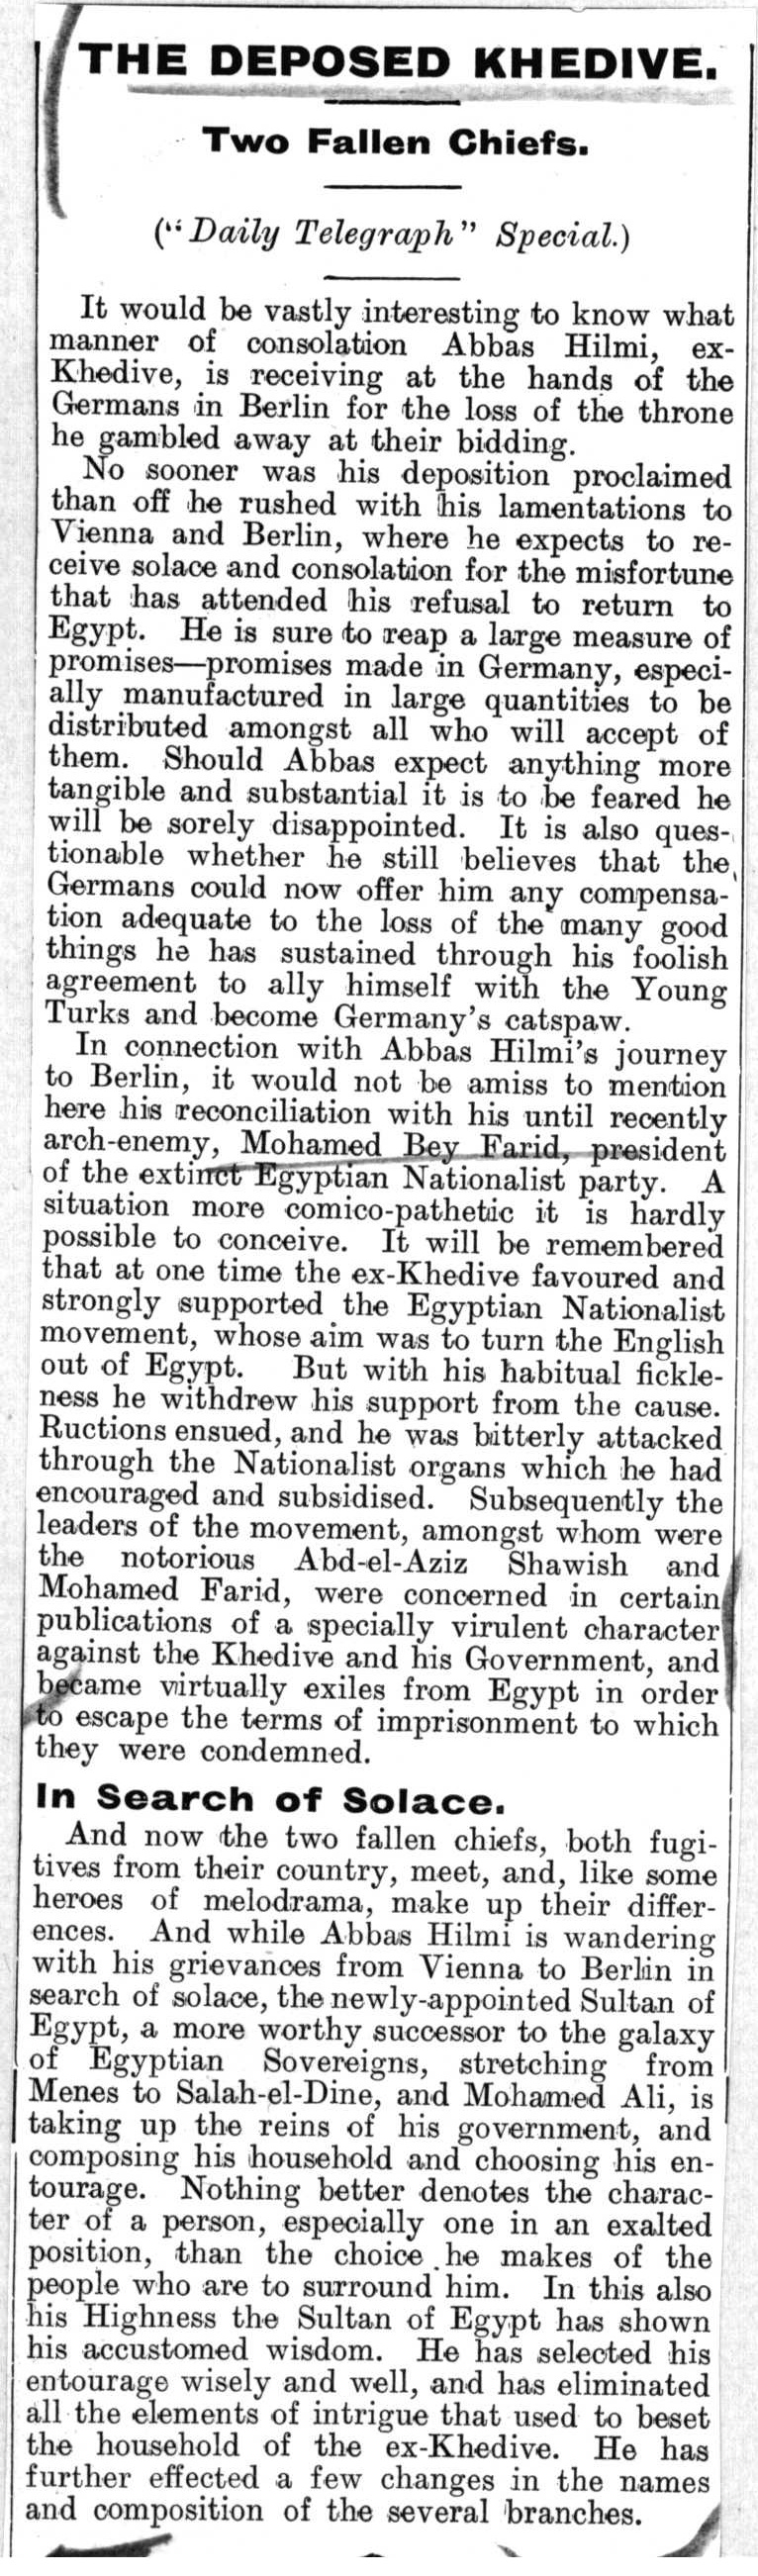 THE DEPOSED KHEDIVE.
Two Fallen Chiefs.
("Daily Telegraph" Special.)
It would be vastly interesting to know what
manner of consolation Abbas Hilmi, ex-
Khedive, is receiving at the hands of the
Germans in Berlin for the loss of the throne
he gambled away at their bidding.
No sooner was his deposition proclaimed
than off he rushed with his lamentations to
Vienna and Berlin, where he expects to re-
ceive solace and consolation for the misfortune
that has attended his refusal to return to
Egypt. He is sure to reap a large measure of
promises—promises made in Germany, especi-
ally manufactured in large quantities to be
distributed amongst all who will accept of
them. Should Abbas expect anything more
tangible and substantial it is to be feared he
will be sorely disappointed. It is also ques-
tionable whether he still believes that the
Germans could now offer him any compensa-
tion adequate to the loss of the many good
things he has sustained through his foolish
agreement to ally himself with the Young
Turks and become Germany's catspaw.
In connection with Abbas Hilmi's journey
to Berlin, it would not be amiss to mention
here his reconciliation with his until recently
arch-enemy, Mohamed Bey Farid, president
of the extinct Egyptian Nationalist party. A
situation more comico-pathetic it is hardly
possible to conceive. It will be remembered
that at one time the ex-Khedive favoured and
strongly supported the Egyptian Nationalist
movement, whose aim was to turn the English
out of Egypt. But with his habitual fickle-
ness he withdrew his support from the cause.
Ructions ensued, and he was bitterly attacked
through the Nationalist organs which he had
encouraged and subsidised. Subsequently the
leaders of the movement, amongst whom were
the notorious Abd-el-Aziz Shawish and
Mohamed Farid, were concerned in certain
publications of a specially virulent character
against the Khedive and his Government, and
became virtually exiles from Egypt in order
to escape the terms of imprisonment to which
they were condemned.
In Search of Solace.
And now the two fallen chiefs, both fugi-
tives from their country, meet, and, like some
heroes of melodrama, make up their differ-
ences. And while Abbas Hilmi is wandering
with his grievances from Vienna to Berlin in
search of solace, the newly-appointed Sultan of
Egypt, a more worthy successor to the galaxy
of Egyptian Sovereigns, stretching from
Menes to Salah-el-Dine, and Mohamed Ali, is
taking up the reins of his government, and
composing his household and choosing his en-
tourage. Nothing better denotes the charac-
ter of a person, especially one in an exalted
position, than the choice he makes of the
people who are to surround him. In this also
his Highness the Sultan of Egypt has shown
his accustomed wisdom. He has selected his
entourage wisely and well, and has eliminated
all the elements of intrigue that used to beset
the household of the ex-Khedive. He has
further effected a few changes in the names
and composition of the several branches.